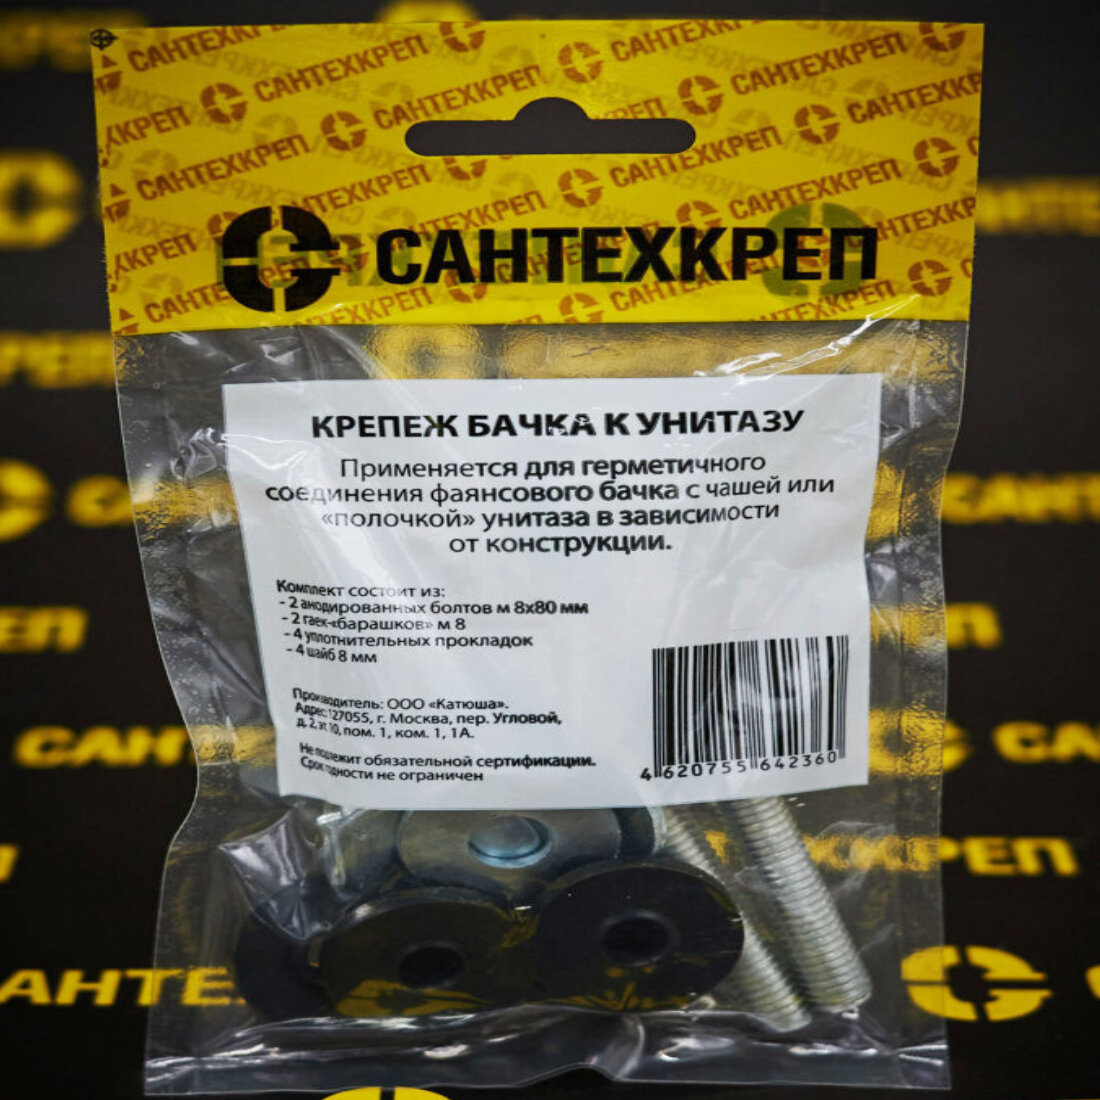 САНТЕХКРЕП
КРЕПЕЖ БАЧКА К УНИТАЗУ
Применяется для герметичного
соединения фаянсового бачка с чашей или
«полочкой» унитаза в зависимости
от конструкции.
Комплект состоит из:
- 2 анодированных болтов м 8х80 мм
- 2 гаек-«барашков» м 8
- 4 уплотнительных прокладок
- 4 шайб 8 мм
Производитель: ООО «Катюша».
Адрес: 127055, г. Москва, пер. Угловой,
д. 2, эт. 10, пом. 1, ком. 1, 1А.
Не подлежит обязательной сертификации.
Срок годности не ограничен
4 620755 642360